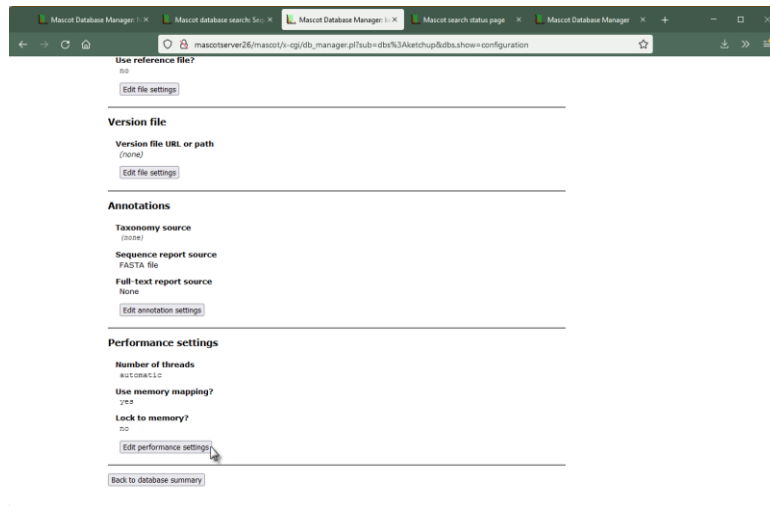 Mascot Database Manager:
Mascot database search: Seq
Mascot Database Manager:
Mascot search status page
Mascot Database Manager
mascotserver26/mascot/x-cgi/db_manager.pl?sub=dbs%3Aketchup&dbs.show=configuration
Use reference file?
no
Edit file settings
Version file
Version file URL or path
(none)
Edit file settings
Annotations
Taxonomy source
(none)
Sequence report source
FASTA file
Full-text report source
None
Edit annotation settings
Performance settings
Number of threads
automatic
Use memory mapping?
yes
Lock to memory?
no
Edit performance settings
Back to database summary